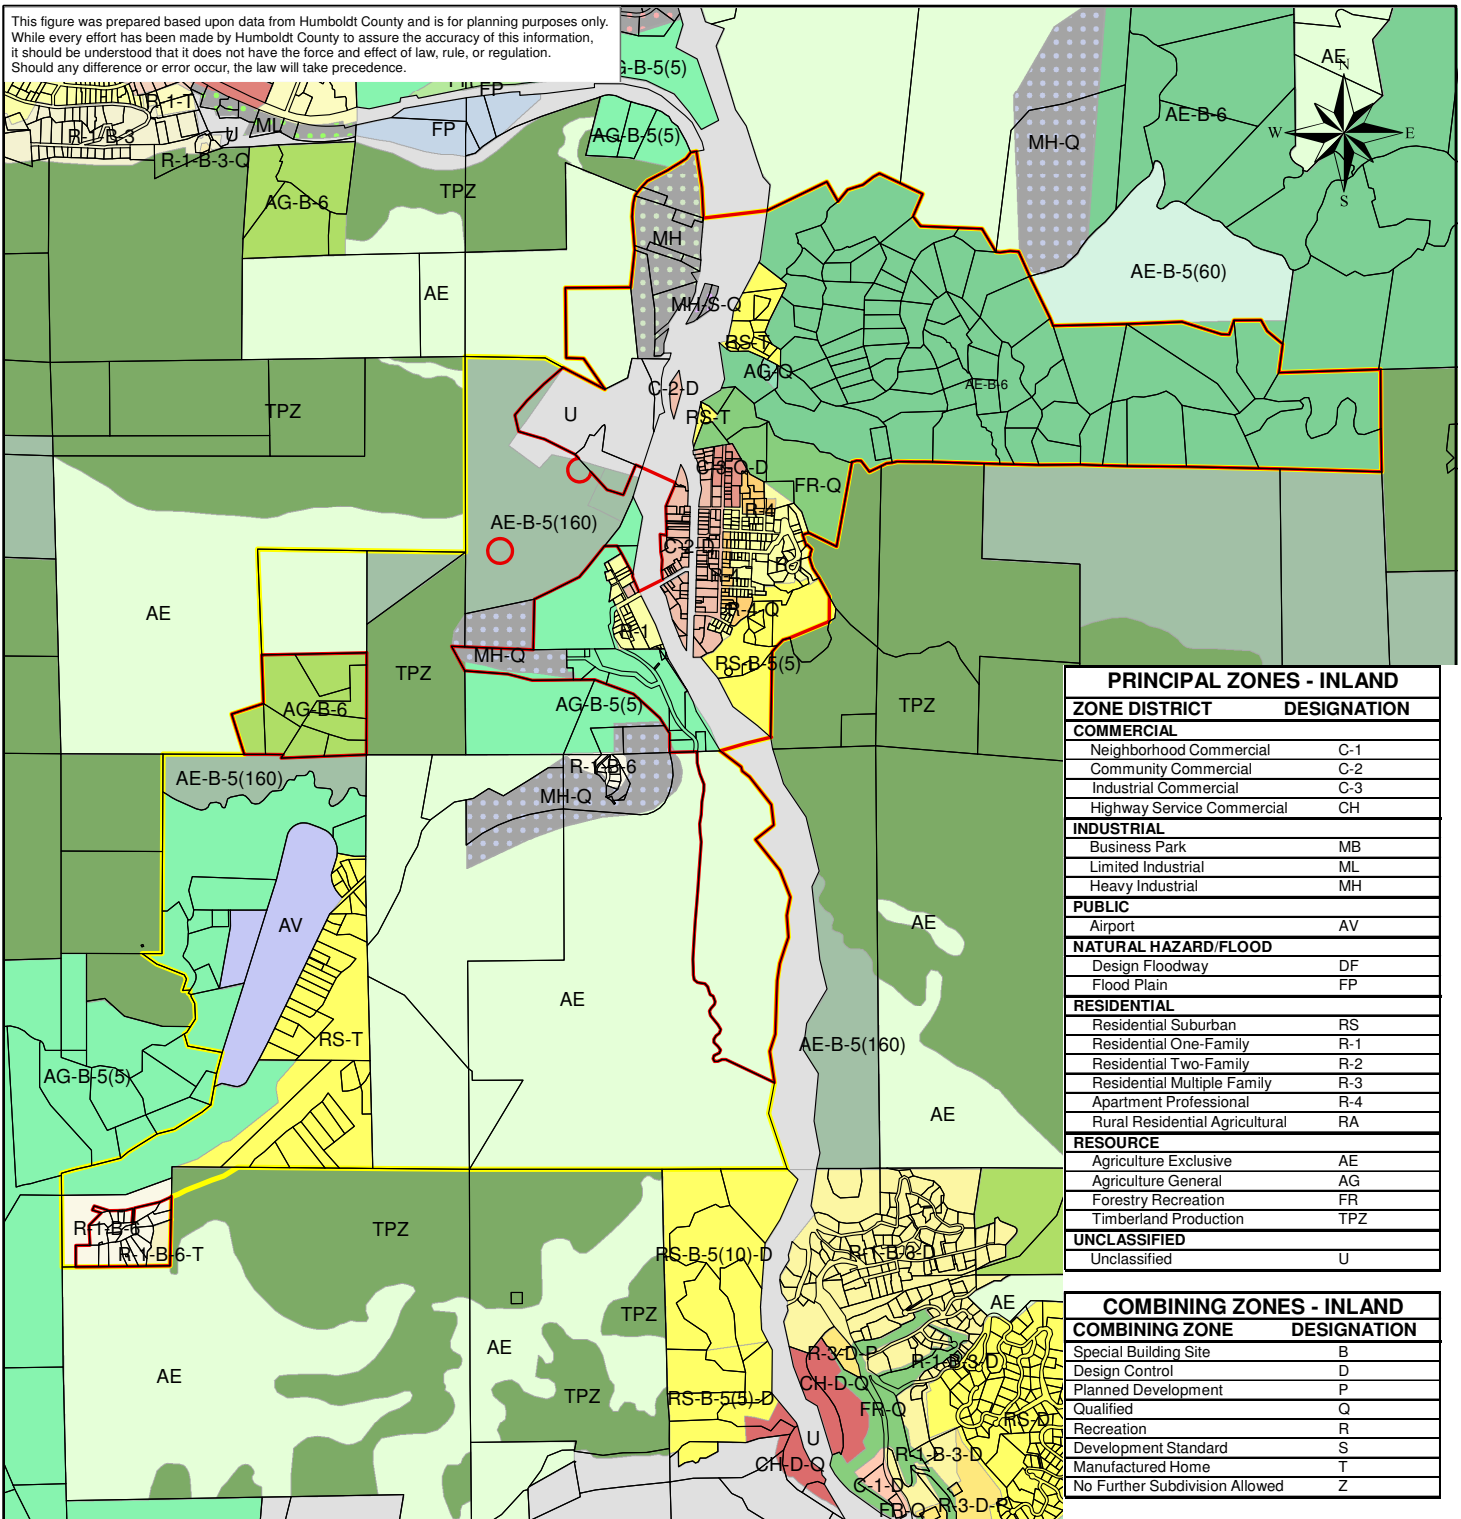 This figure was prepared based upon data from Humboldt County and is for planning purposes only.
While every effort has been made by Humboldt County to assure the accuracy of this information,
it should be understood that it does not have the force and effect of law, rule, or regulation.
Should any difference or error occur, the law will take precedence.
G-B-5(5)
FP
R-1-T
ML
U
FP
AG-B-5(5)
R-1-B-3-Q
AG-B-6
TPZ
AE
N
W
E
S
AE-B-6
MH-Q
MH
AE-B-5(60)
AE
MH-S-Q
RS-T
AG-Q
AE-B-6
C-2-D
TPZ
U
RS-T
C-3-Q-D
FR-Q
R-4
AE-B-5(160)
C-2-D
R-4
R-4-Q
AE
R-1
MH-Q
RS-B-5(5)
TPZ
AG-B-6
AG-B-5(5)
TPZ
AE-B-5(160)
R-1-B-6
MH-Q
AV
AE
AE
RS-T
AE-B-5(160)
AG-B-5(5)
AE
R-1-B-6
R-1-B-6-T
TPZ
RS-B-5(10)-D
R-1-B-3-D
AE
TPZ
AE
AE
R-3-D-P
R-1-B-3-D
CH-D-Q
TPZ
RS-B-5(5)-D
FR-Q
RS-D
U
R-1-B-3-D
CH-D-Q
C-1-D
FR-Q
R-3-D-P
PRINCIPAL ZONES - INLAND
ZONE DISTRICT DESIGNATION
COMMERCIAL
Neighborhood Commercial C-1
Community Commercial C-2
Industrial Commercial C-3
Highway Service Commercial CH
INDUSTRIAL
Business Park MB
Limited Industrial ML
Heavy Industrial MH
PUBLIC
Airport AV
NATURAL HAZARD/FLOOD
Design Floodway DF
Flood Plain FP
RESIDENTIAL
Residential Suburban RS
Residential One-Family R-1
Residential Two-Family R-2
Residential Multiple Family R-3
Apartment Professional R-4
Rural Residential Agricultural RA
RESOURCE
Agriculture Exclusive AE
Agriculture General AG
Forestry Recreation FR
Timberland Production TPZ
UNCLASSIFIED
Unclassified U
COMBINING ZONES - INLAND
COMBINING ZONE DESIGNATION
Special Building Site B
Design Control D
Planned Development P
Qualified Q
Recreation R
Development Standard S
Manufactured Home T
No Further Subdivision Allowed Z